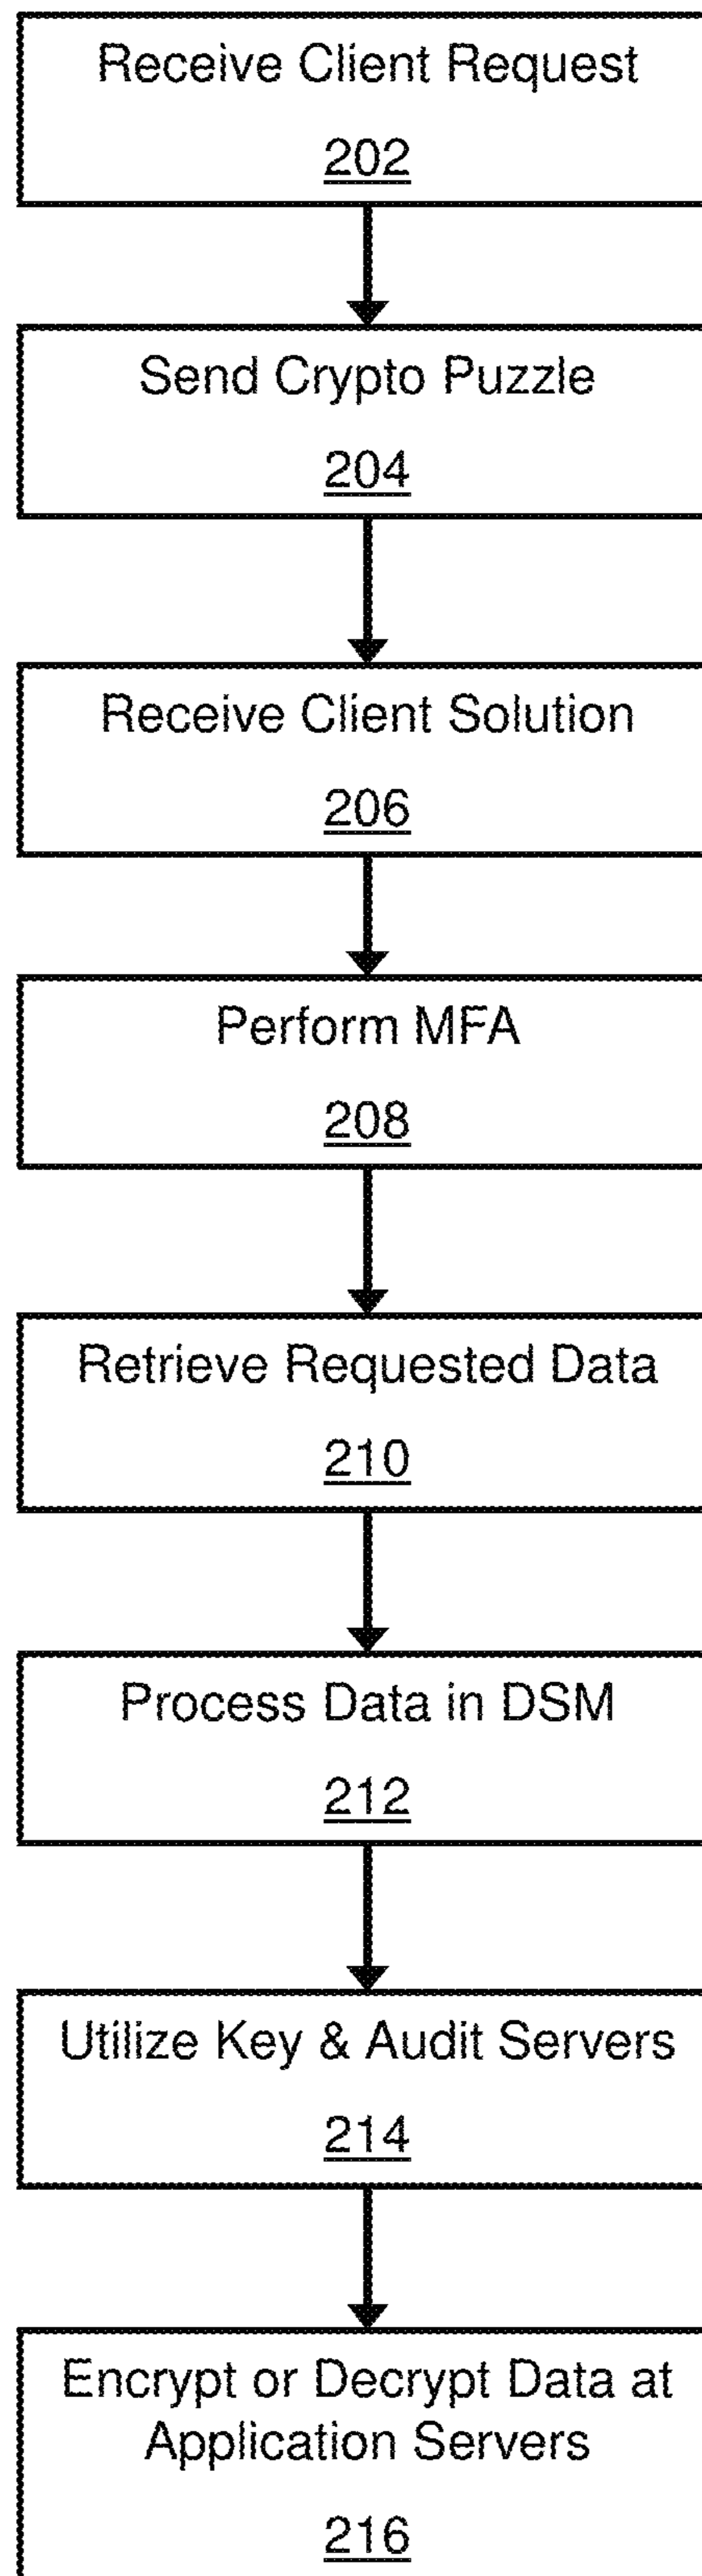 Receive Client Request
202
Send Crypto Puzzle
204
Receive Client Solution
206
Perform MFA
208
Retrieve Requested Data
210
Process Data in DSM
212
Utilize Key & Audit Servers
214
Encrypt or Decrypt Data at
Application Servers
216